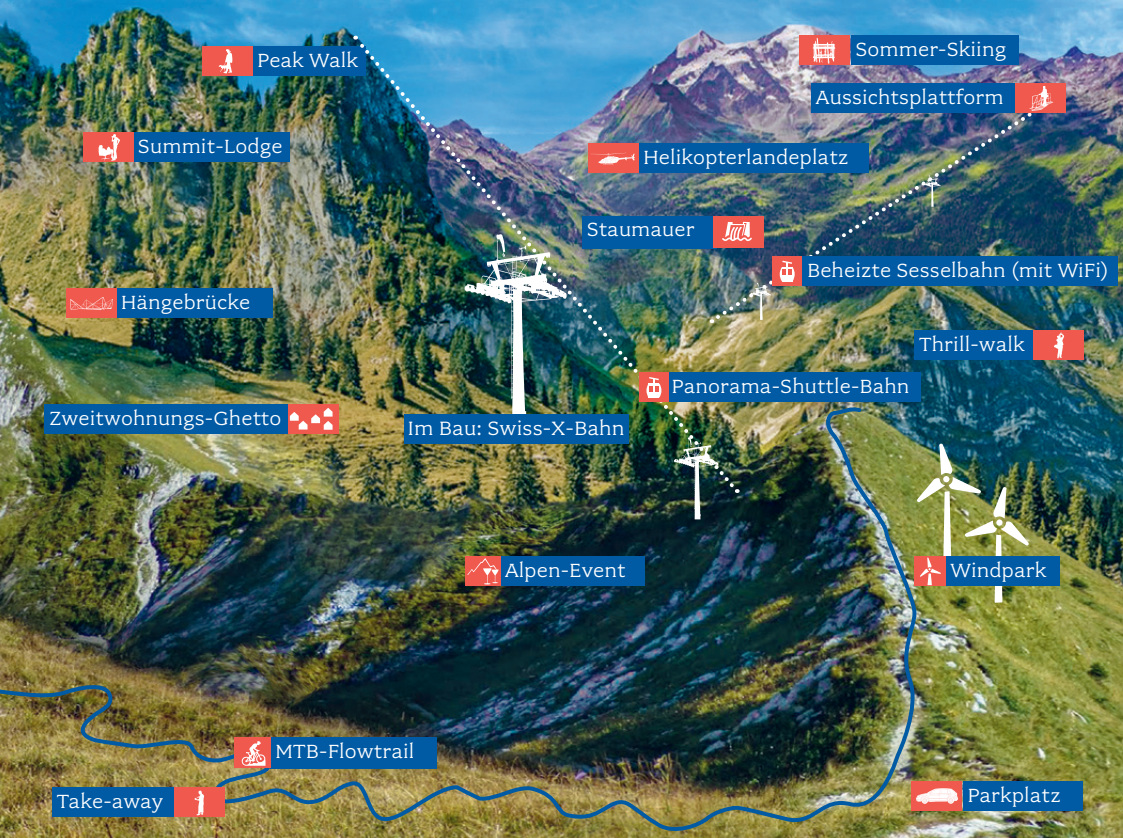 Peak Walk
Sommer-Skiing
Aussichtsplattform
Summit-Lodge
Helikopterlandeplatz
Staumauer
Beheizte Sesselbahn (mit WiFi)
Hängebrücke
Thrill-walk
Panorama-Shuttle-Bahn
Zweitwohnungs-Ghetto
Im Bau: Swiss-X-Bahn
Alpen-Event
Windpark
MTB-Flowtrail
Take-away
Parkplatz